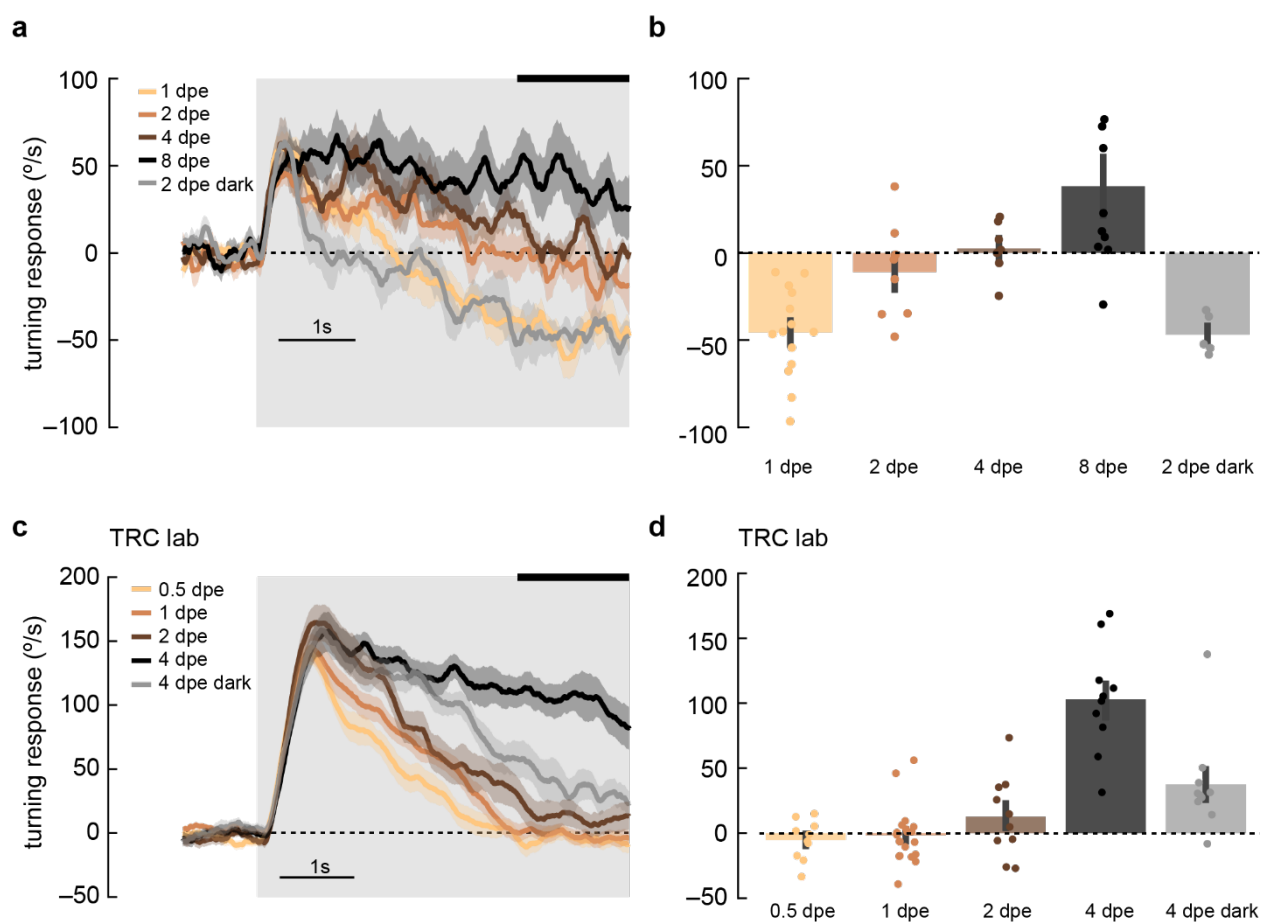 a
100
50
0
–50
–100
turning response (º/s)
1 dpe
2 dpe
4 dpe
8 dpe
2 dpe dark
1s
b
100
50
0
–50
-100
1 dpe
2 dpe
4 dpe
8 dpe
2 dpe dark
c
TRC lab
200
150
100
50
0
–50
turning response (º/s)
0.5 dpe
1 dpe
2 dpe
4 dpe
4 dpe dark
1s
d
TRC lab
200
150
100
50
0
–50
0.5 dpe
1 dpe
2 dpe
4 dpe
4 dpe dark